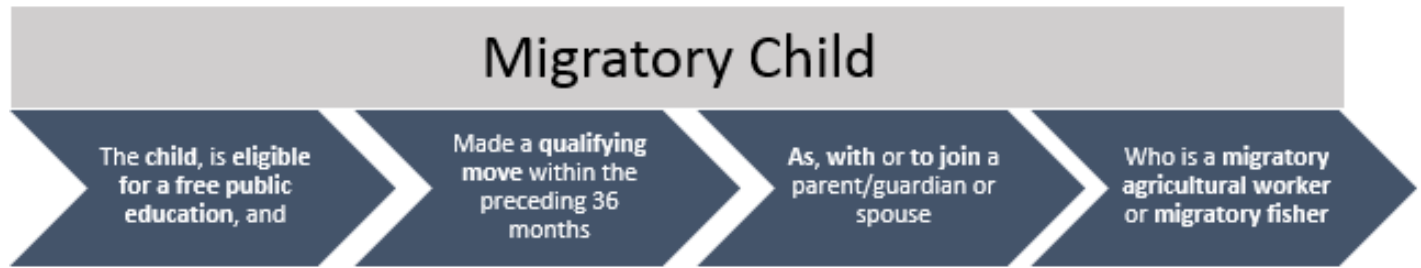 Migratory Child
The child, is eligible
for a free public
education, and
Made a qualifying
move within the
preceding 36
months
As, with or to join a
parent/guardian or
spouse
Who is a migratory
agricultural worker
or migratory fisher